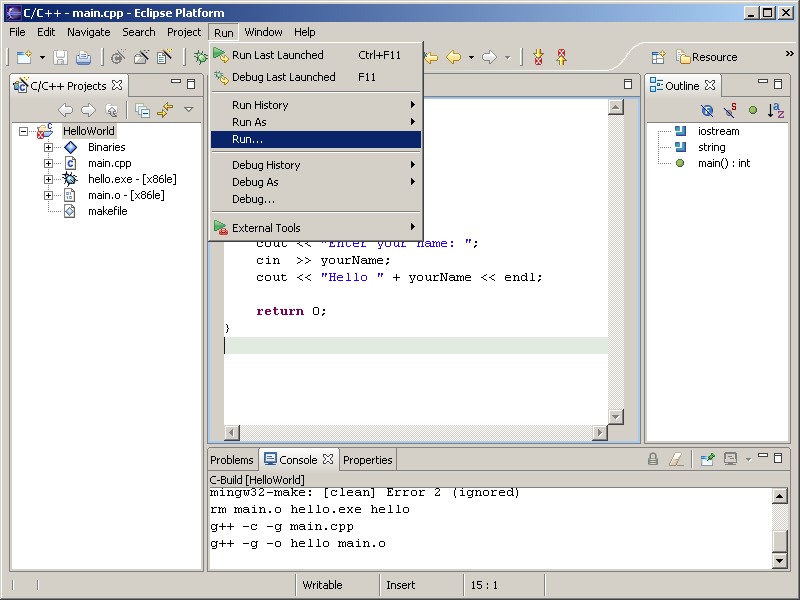 C/C++ - main.cpp - Eclipse Platform
File Edit Navigate Search Project Run Window Help
Resource
»
C/C++ Projects
HelloWorld
Binaries
main.cpp
hello.exe - [x86le]
main.o - [x86le]
makefile
Run Last Launched Ctrl+F11
Debug Last Launched F11
Run History
Run As
Run...
Debug History
Debug As
Debug...
External Tools
cout << "Enter your name: ";
cin >> yourName;
cout << "Hello " + yourName << endl;
return 0;
}
Outline
iostream
string
main() : int
Problems Console Properties
C-Build [HelloWorld]
mingw32-make: [clean] Error 2 (ignored)
rm main.o hello.exe hello
g++ -c -g main.cpp
g++ -g -o hello main.o
Writable Insert 15 : 1